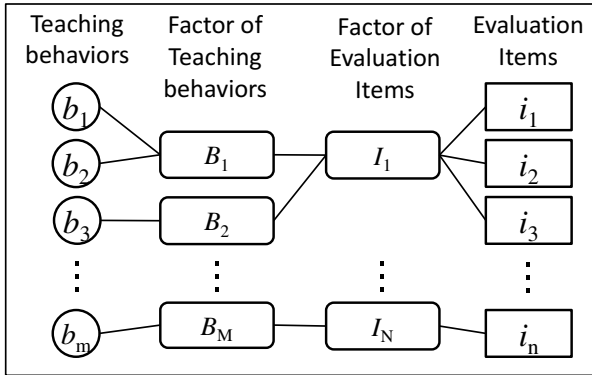 Teaching behaviors
Factor of Teaching behaviors
Factor of Evaluation Items
Evaluation Items
b1
B1
I1
i1
b2
i2
b3
B2
i3
bm
BM
IN
in